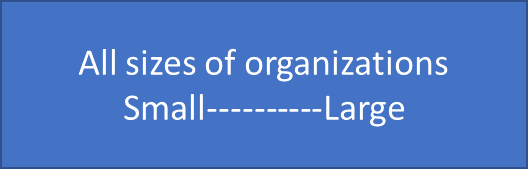 All sizes of organizations
Small----------Large